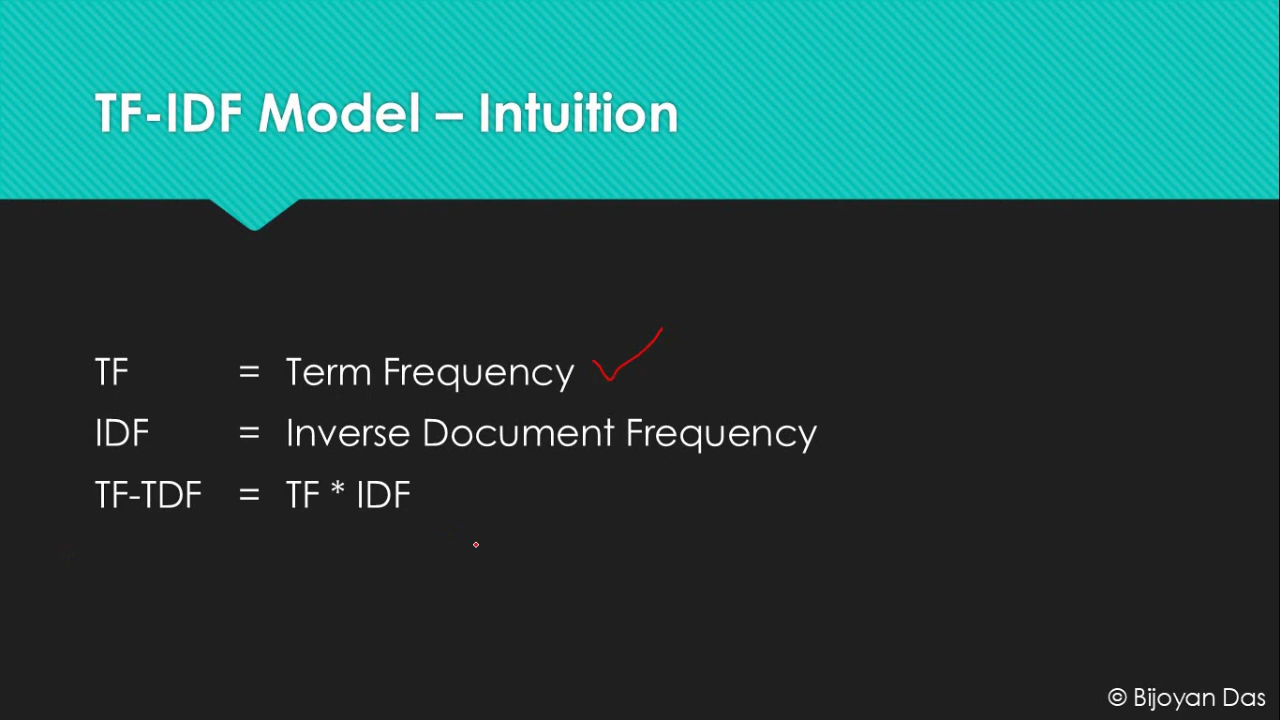 TF-IDF Model – Intuition
TF = Term Frequency
IDF = Inverse Document Frequency
TF-TDF = TF * IDF
© Bijoyan Das